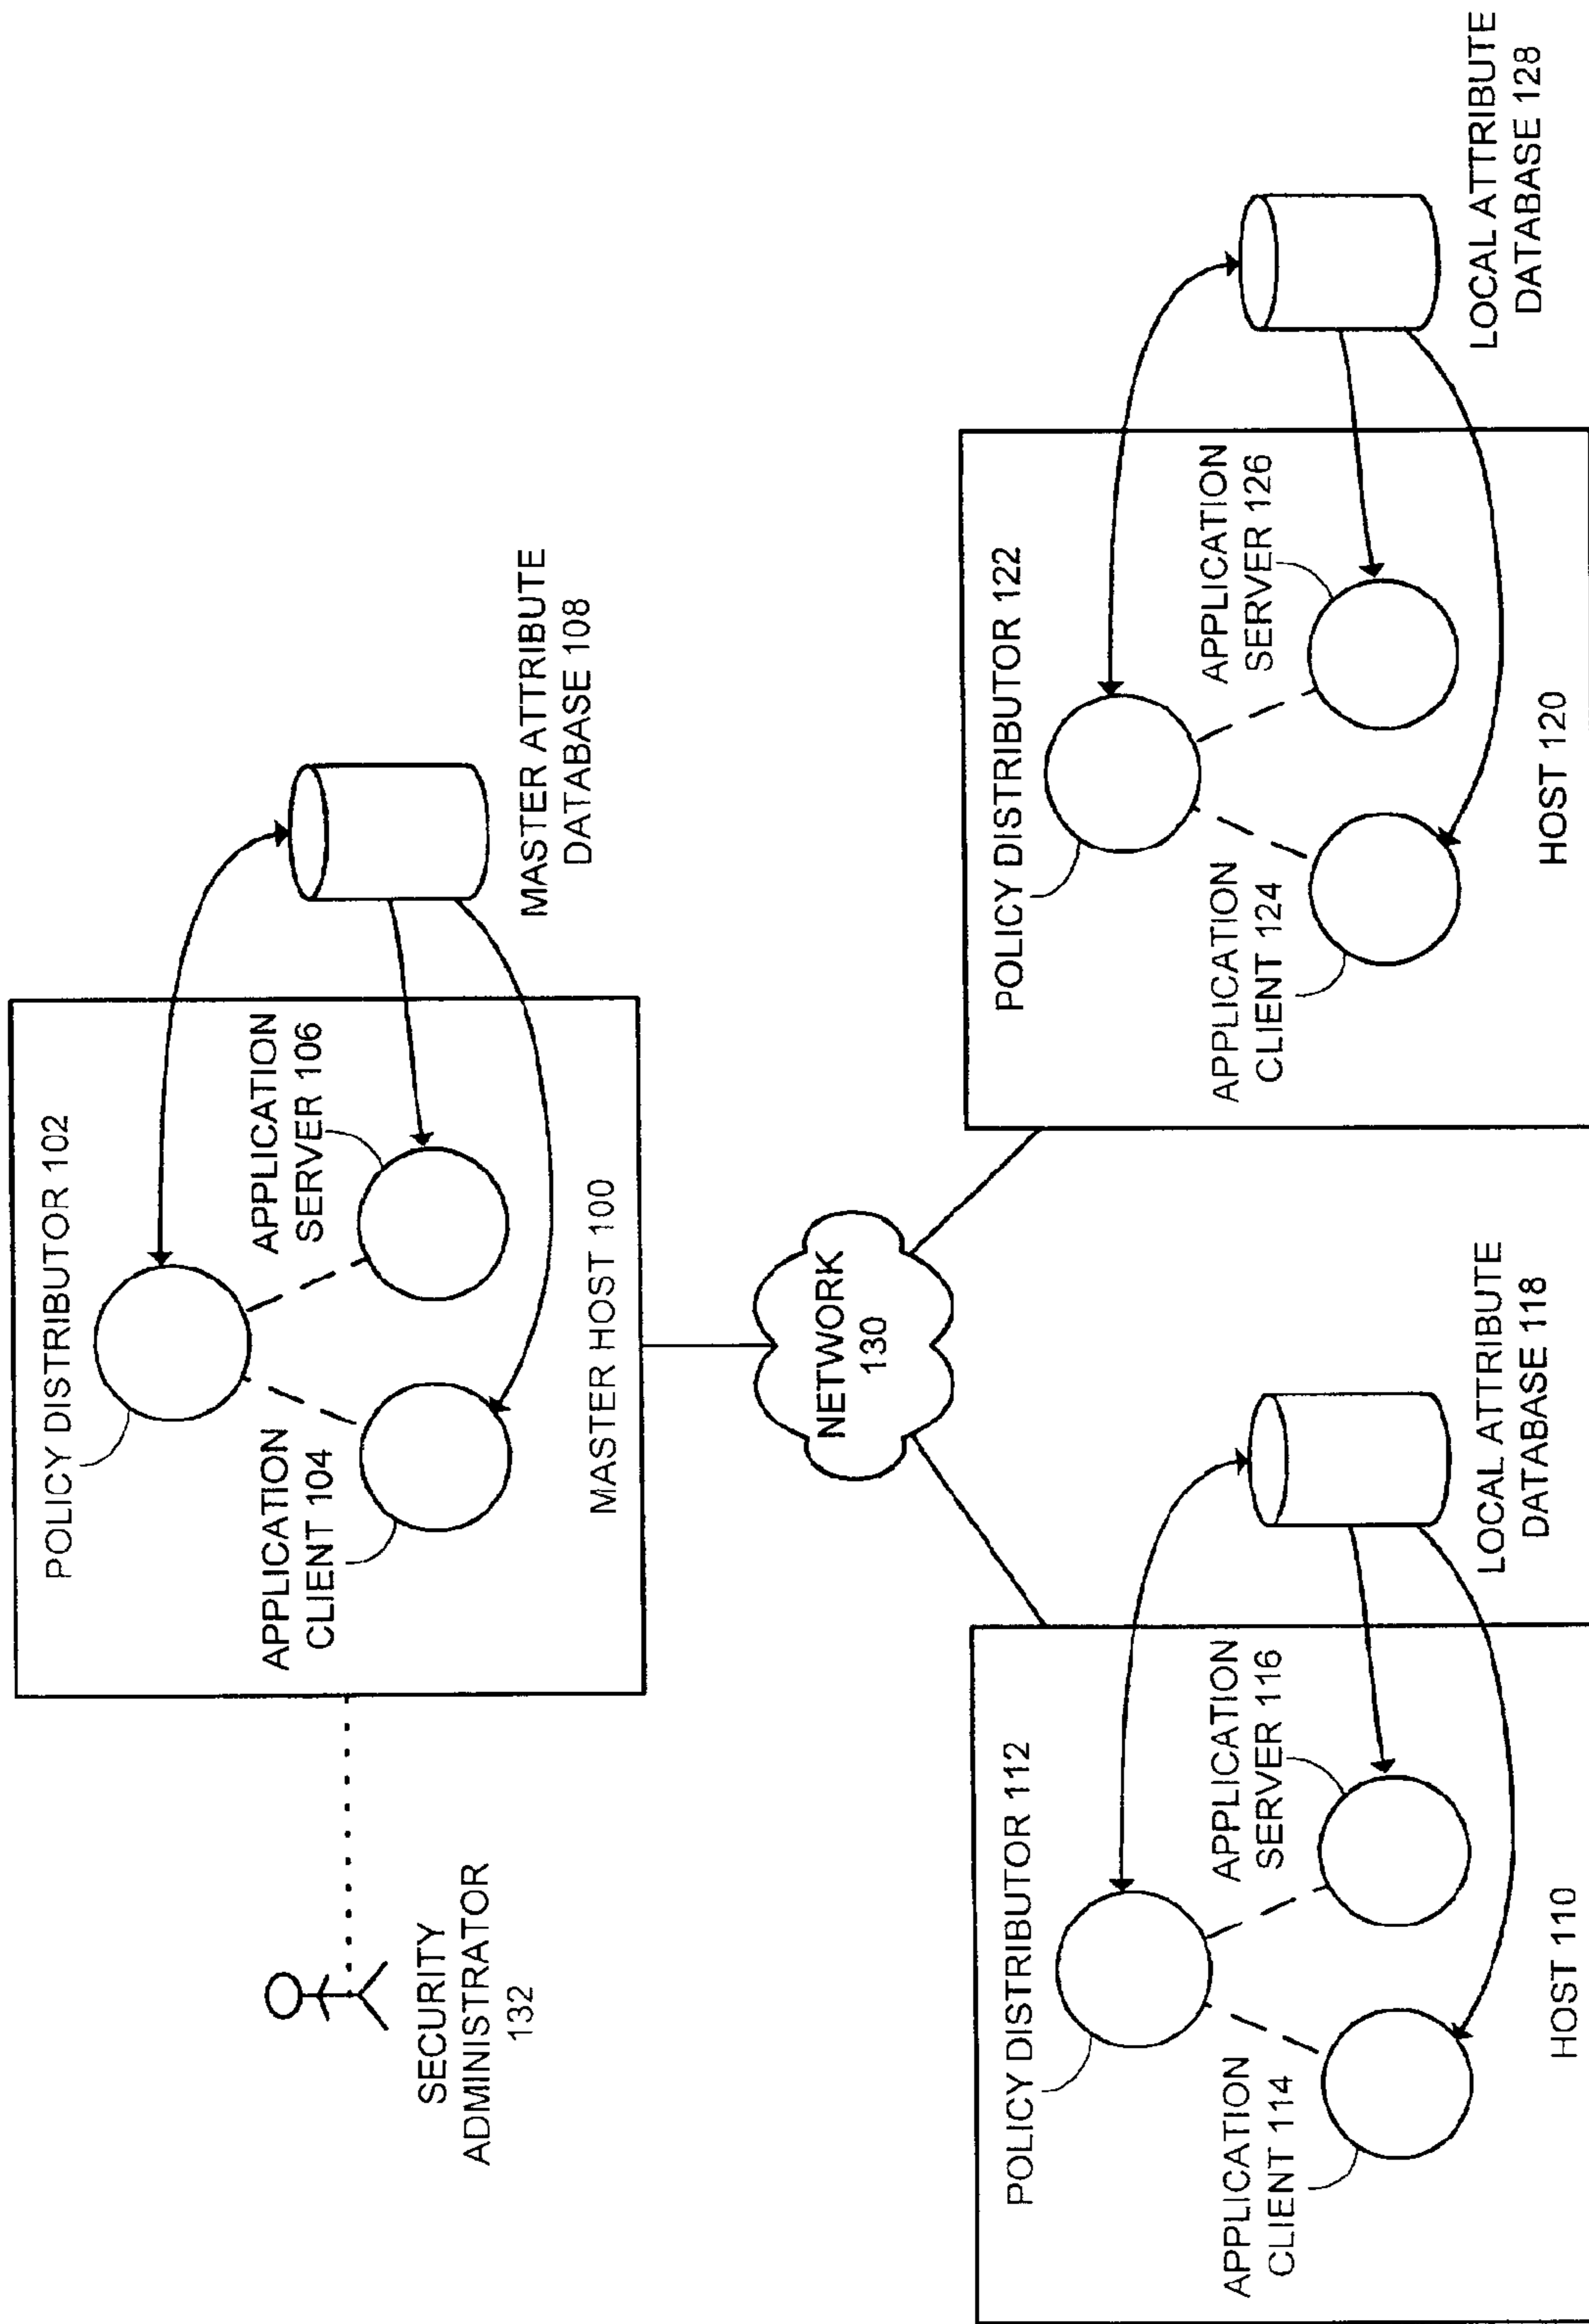 POLICY DISTRIBUTOR 102
APPLICATION
CLIENT 104
APPLICATION
SERVER 106
MASTER HOST 100
MASTER ATTRIBUTE
DATABASE 108
SECURITY
ADMINISTRATOR
132
NETWORK
130
POLICY DISTRIBUTOR 112
APPLICATION
CLIENT 114
APPLICATION
SERVER 116
HOST 110
LOCAL ATTRIBUTE
DATABASE 118
POLICY DISTRIBUTOR 122
APPLICATION
CLIENT 124
APPLICATION
SERVER 126
HOST 120
LOCAL ATTRIBUTE
DATABASE 128